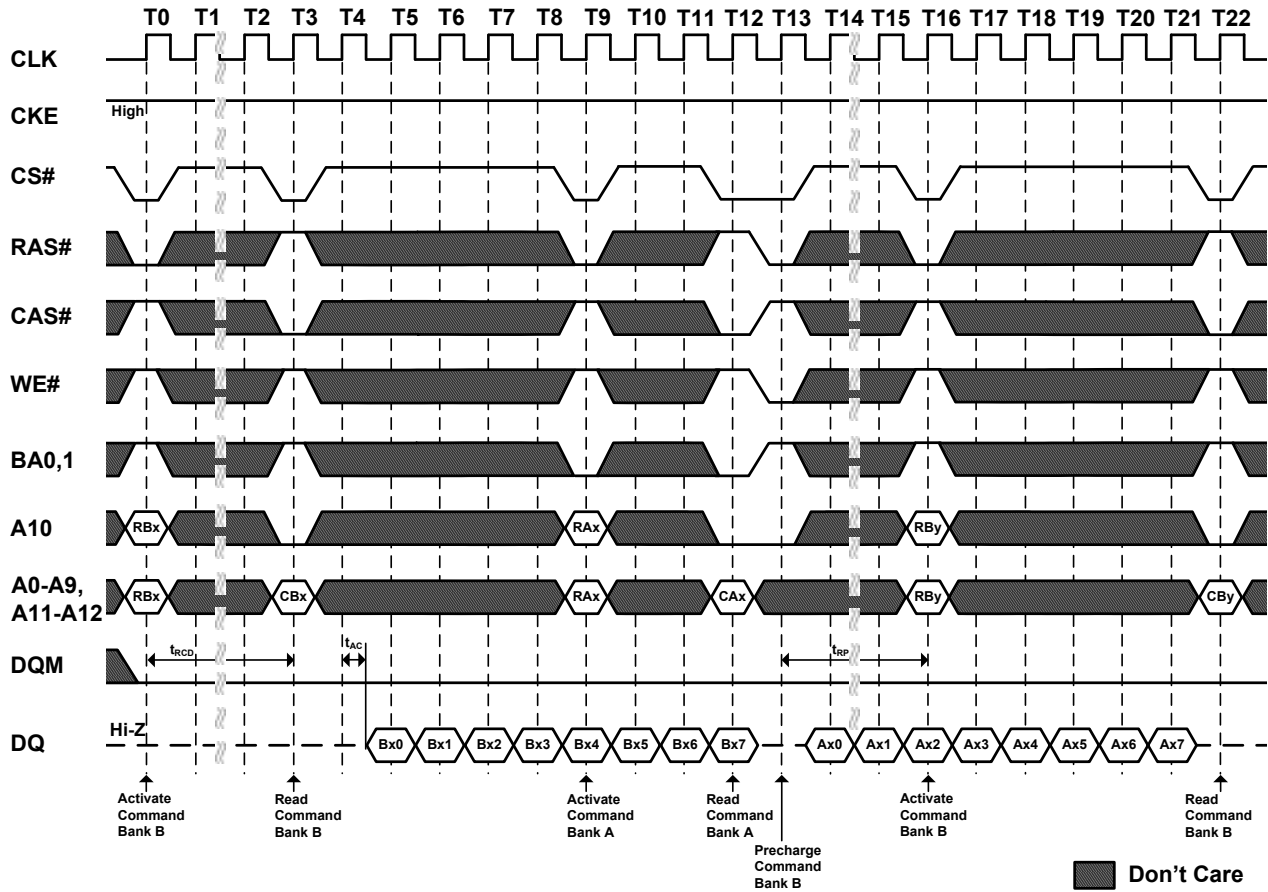 T0 T1 T2 T3 T4 T5 T6 T7 T8 T9 T10 T11 T12 T13 T14 T15 T16 T17 T18 T19 T20 T21 T22
CLK
CKE
High
CS#
RAS#
CAS#
WE#
BA0,1
A10
RBx RAx RBy
A0-A9,
A11-A12
RBx CBx RAx CAx RBy CBy
DQM
tRCD tAC tRP
DQ
Hi-Z
Bx0 Bx1 Bx2 Bx3 Bx4 Bx5 Bx6 Bx7 Ax0 Ax1 Ax2 Ax3 Ax4 Ax5 Ax6 Ax7
Activate
Command
Bank B
Read
Command
Bank B
Activate
Command
Bank A
Read
Command
Bank A
Precharge
Command
Bank B
Activate
Command
Bank B
Read
Command
Bank B
Don't Care